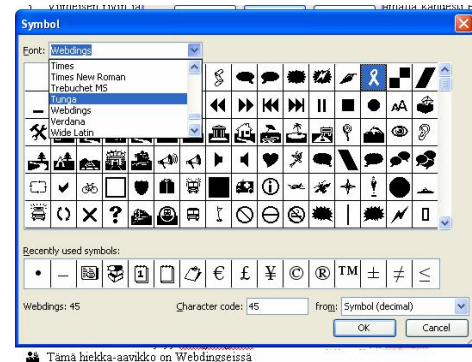 Symbol
Font: Webdings
Times
Times New Roman
Trebuchet MS
Tunga
Webdings
Verdana
Wide Latin
Recently used symbols:
• – € £ ¥ © ® TM ± ≠ ≤
Webdings: 45 Character code: 45 from: Symbol (decimal)
OK Cancel
Tämä hiekka-aavikko on Webdingseissä